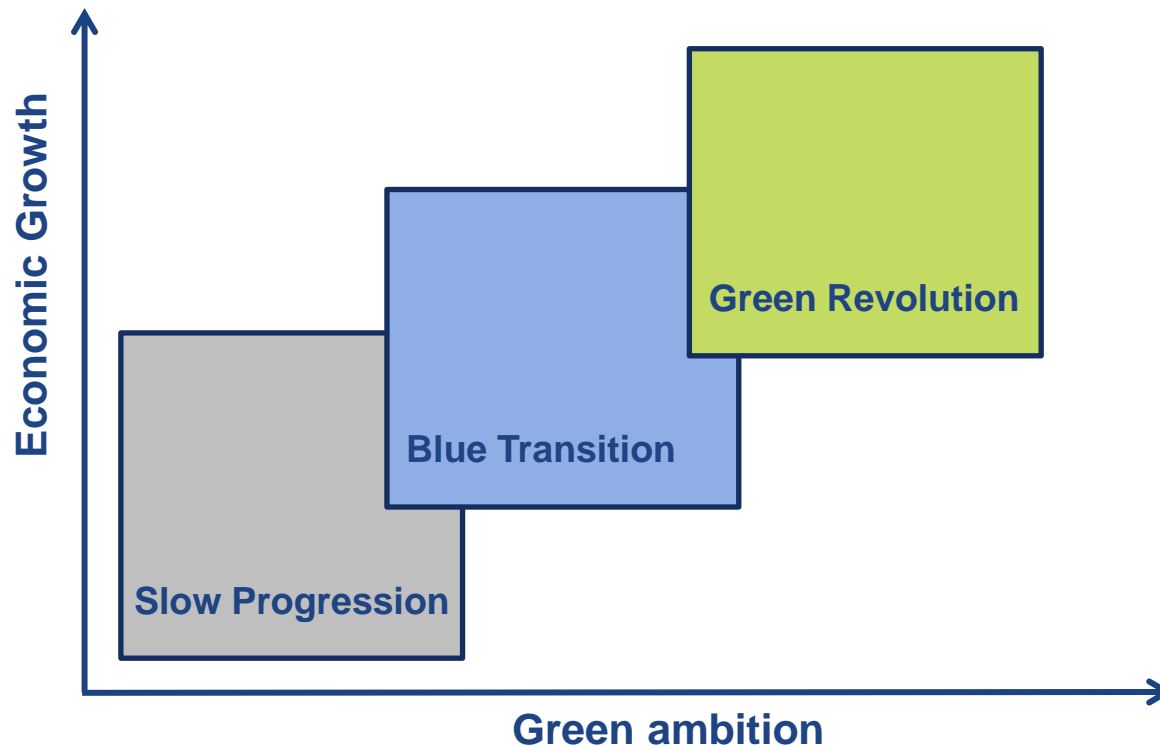 Economic Growth
Green Revolution
Blue Transition
Slow Progression
Green ambition